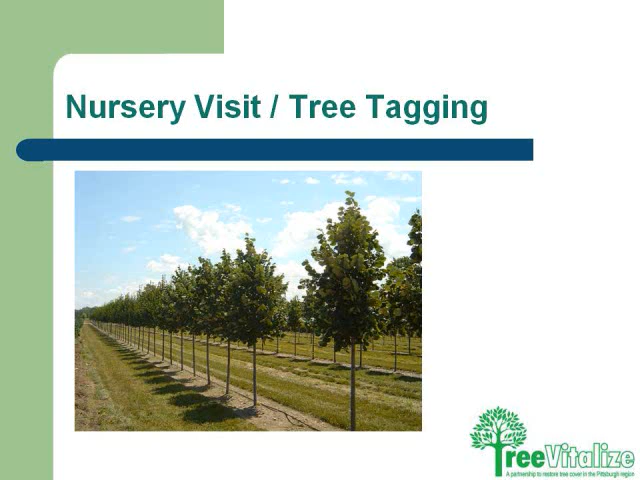 Nursery Visit / Tree Tagging
TreeVitalize
A partnership to restore tree cover in the Pittsburgh region